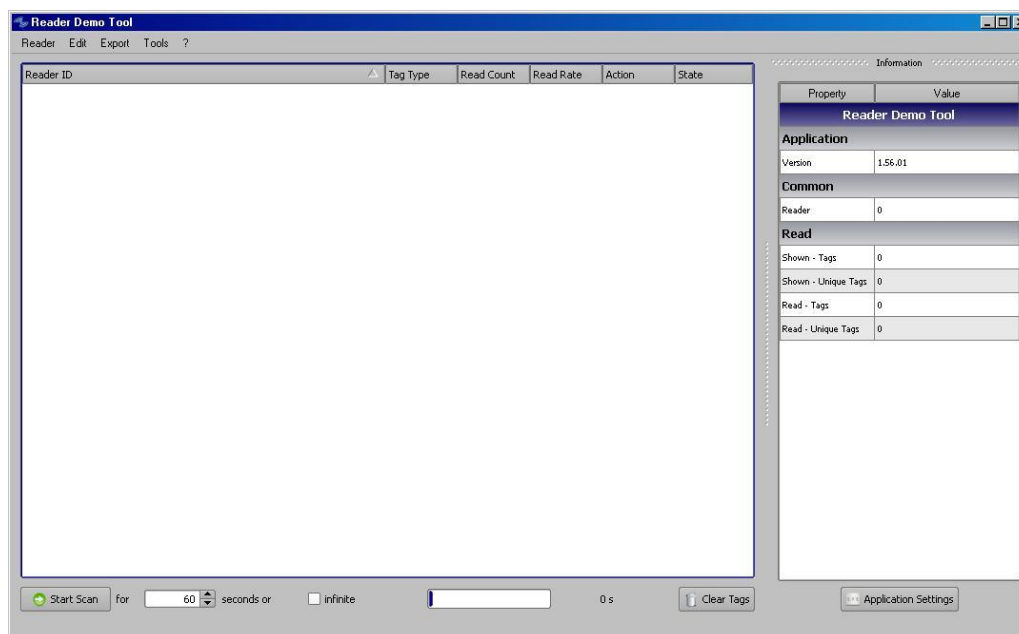 Reader Demo Tool
Reader Edit Export Tools ?
Reader ID Tag Type Read Count Read Rate Action State
Information
Property Value
Reader Demo Tool
Application
Version 1.56.01
Common
Reader 0
Read
Shown - Tags 0
Shown - Unique Tags 0
Read - Tags 0
Read - Unique Tags 0
Start Scan for 60 seconds or infinite 0 s Clear Tags Application Settings